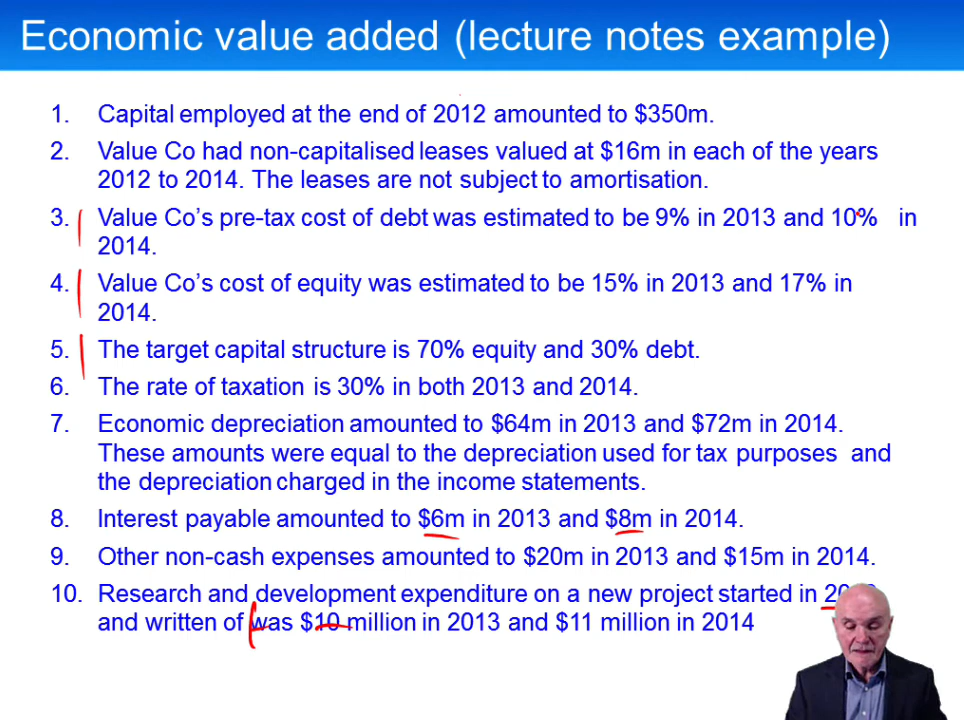 Economic value added (lecture notes example)
1. Capital employed at the end of 2012 amounted to $350m.
2. Value Co had non-capitalised leases valued at $16m in each of the years
2012 to 2014. The leases are not subject to amortisation.
3. Value Co's pre-tax cost of debt was estimated to be 9% in 2013 and 10% in
2014.
4. Value Co's cost of equity was estimated to be 15% in 2013 and 17% in
2014.
5. The target capital structure is 70% equity and 30% debt.
6. The rate of taxation is 30% in both 2013 and 2014.
7. Economic depreciation amounted to $64m in 2013 and $72m in 2014.
These amounts were equal to the depreciation used for tax purposes and
the depreciation charged in the income statements.
8. Interest payable amounted to $6m in 2013 and $8m in 2014.
9. Other non-cash expenses amounted to $20m in 2013 and $15m in 2014.
10. Research and development expenditure on a new project started in
and written of was $10 million in 2013 and $11 million in 2014